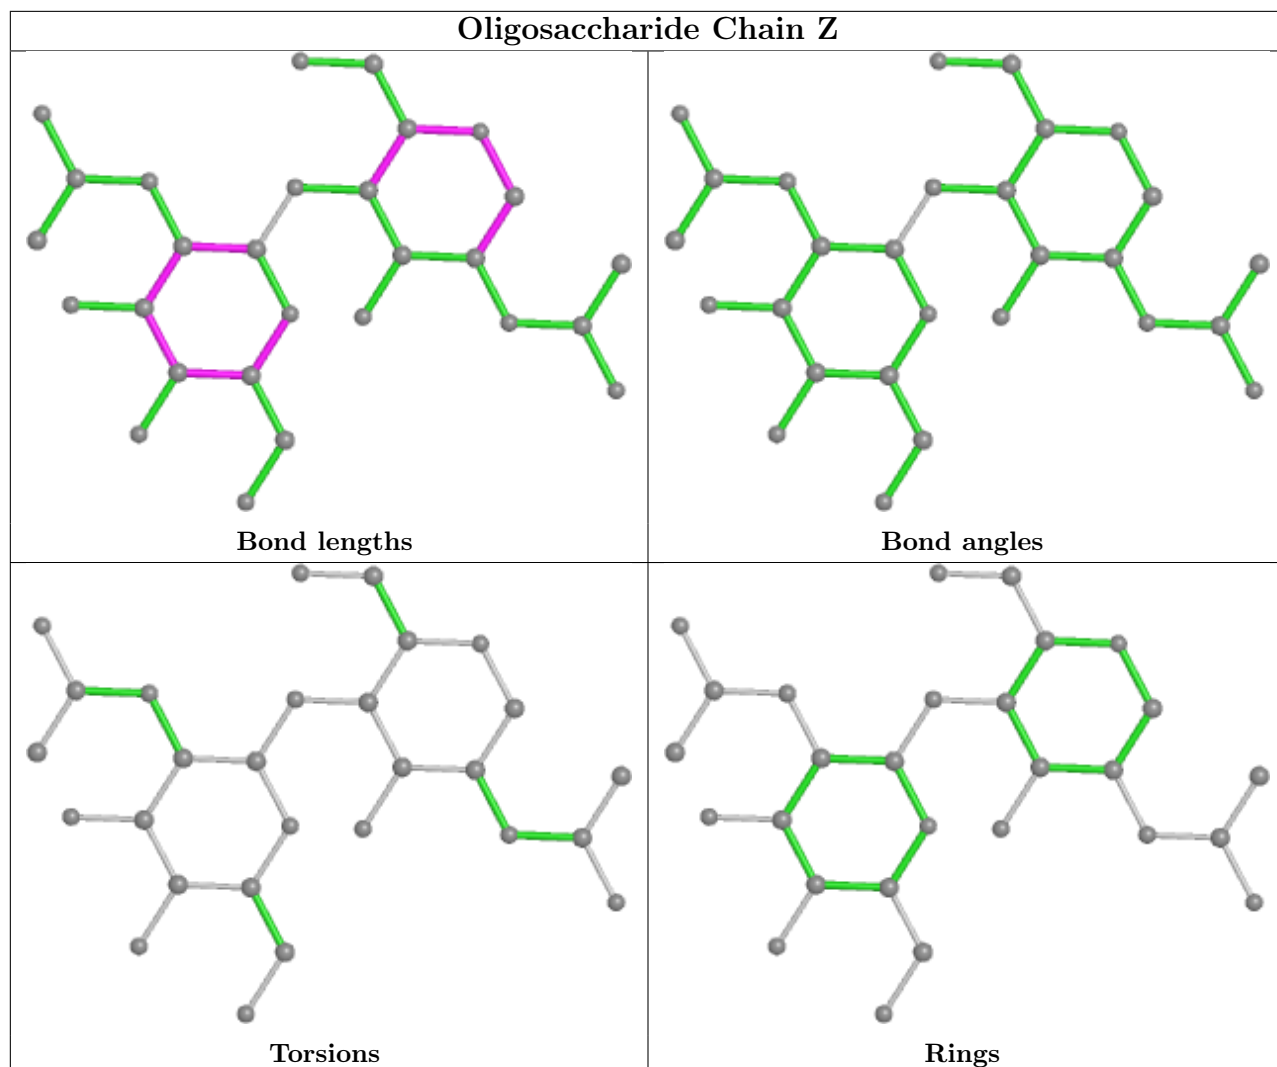 Oligosaccharide Chain Z
Bond lengths
Bond angles
Torsions
Rings